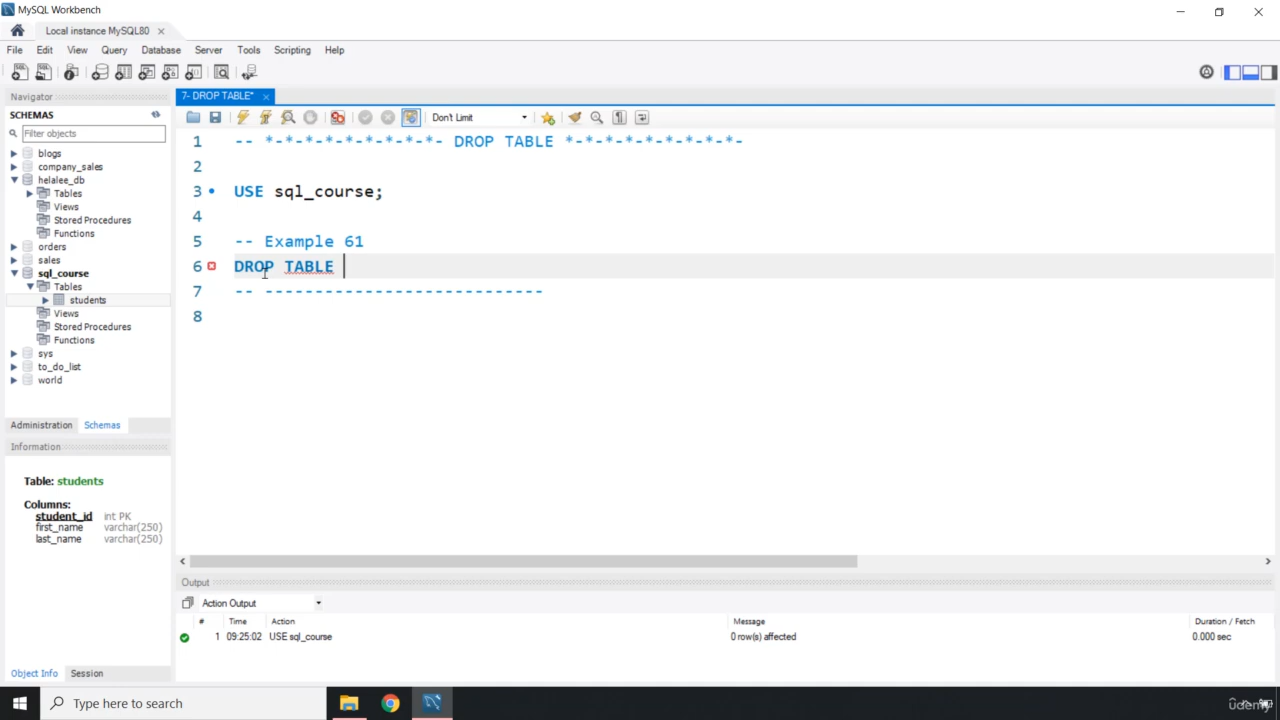 MySQL Workbench
Local instance MySQL80
File Edit View Query Database Server Tools Scripting Help
Navigator
SCHEMAS
Filter objects
blogs
company_sales
helalee_db
Tables
Views
Stored Procedures
Functions
orders
sales
sql_course
Tables
students
Views
Stored Procedures
Functions
sys
to_do_list
world
Administration Schemas
Information
Table: students
Columns:
student_id int PK
first_name varchar(250)
last_name varchar(250)
Object Info Session
7- DROP TABLE*
Don't Limit
1 -- *-*-*-*-*-*-*-*- DROP TABLE *-*-*-*-*-*-*-*-*-
2
3 USE sql_course;
4
5 -- Example 61
6 DROP TABLE
7 -- ----------------------------
8
Output
Action Output
# Time Action Message Duration / Fetch
1 09:25:02 USE sql_course 0 row(s) affected 0.000 sec
Type here to search
udemy